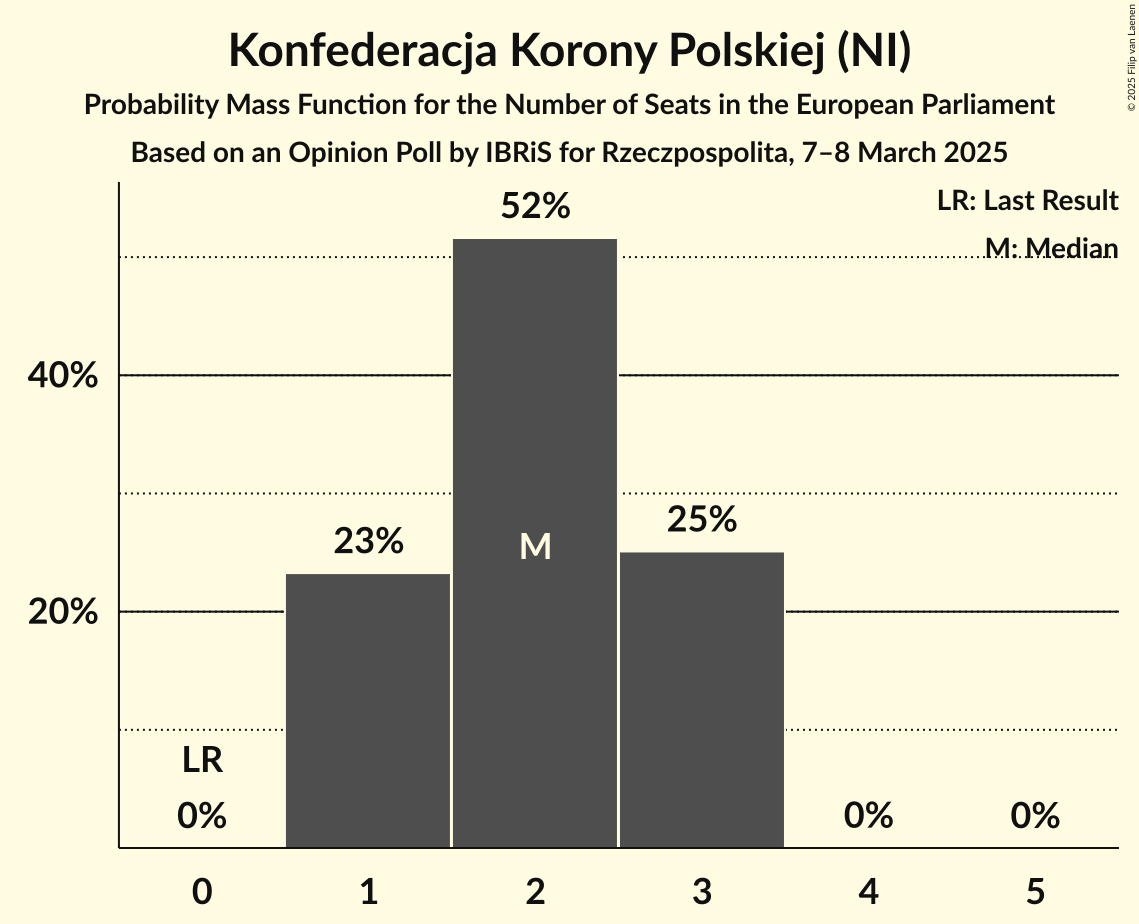 Konfederacja Korony Polskiej (NI)
Probability Mass Function for the Number of Seats in the European Parliament
Based on an Opinion Poll by IBRiS for Rzeczpospolita, 7–8 March 2025
© 2025 Filip van Laenen
LR: Last Result
M: Median
52%
40%
25%
23%
M
20%
LR
0%
0%
0%
0 1 2 3 4 5